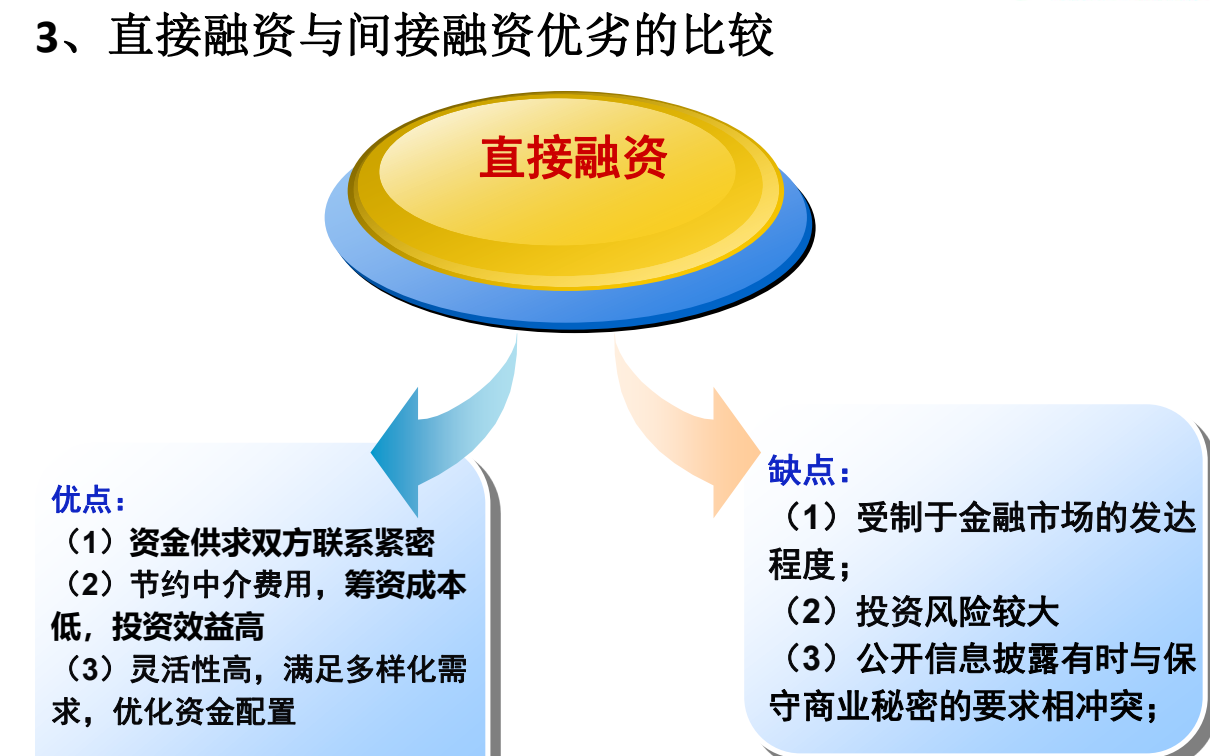 3、直接融资与间接融资优劣的比较
直接融资
优点：
（1）资金供求双方联系紧密
（2）节约中介费用，筹资成本
低，投资效益高
（3）灵活性高，满足多样化需
求，优化资金配置
缺点：
（1）受制于金融市场的发达
程度；
（2）投资风险较大
（3）公开信息披露有时与保
守商业秘密的要求相冲突；